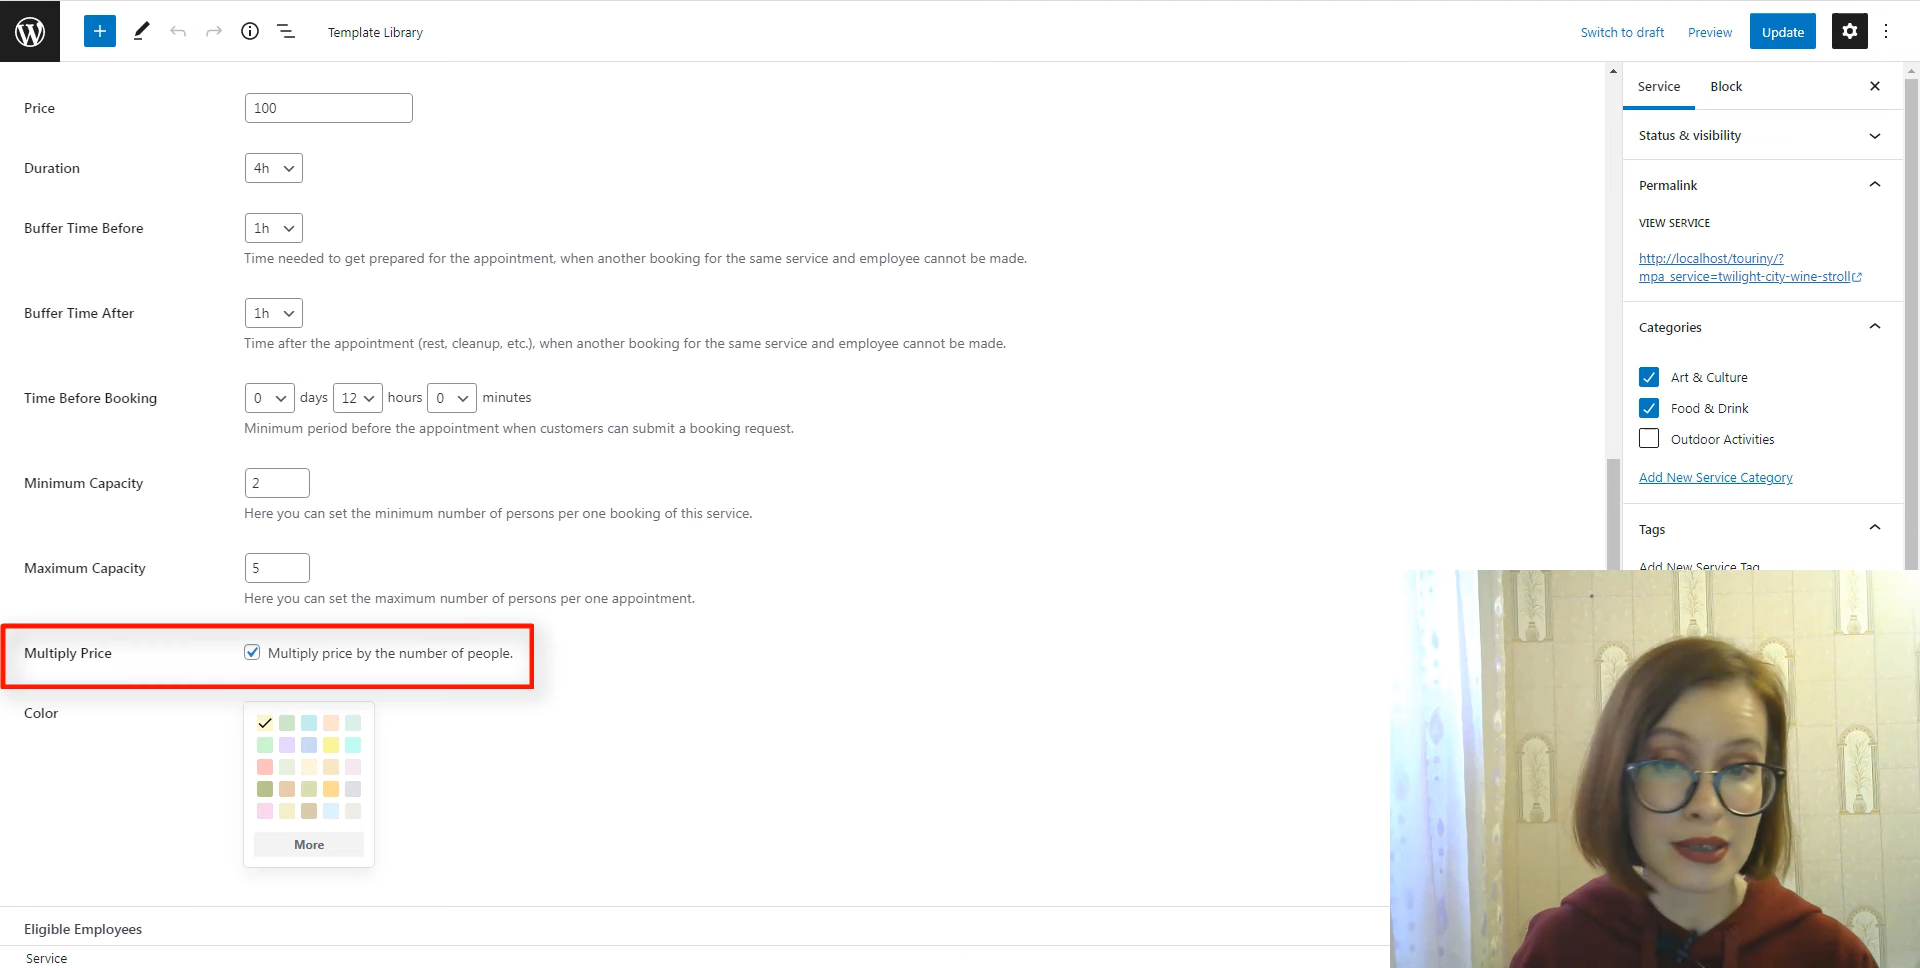 Template Library
Switch to draft
Preview
Update
Price
100
Duration
4h
Buffer Time Before
1h
Time needed to get prepared for the appointment, when another booking for the same service and employee cannot be made.
Buffer Time After
1h
Time after the appointment (rest, cleanup, etc.), when another booking for the same service and employee cannot be made.
Time Before Booking
0 days 12 hours 0 minutes
Minimum period before the appointment when customers can submit a booking request.
Minimum Capacity
2
Here you can set the minimum number of persons per one booking of this service.
Maximum Capacity
5
Here you can set the maximum number of persons per one appointment.
Multiply Price
Multiply price by the number of people.
Color
More
Eligible Employees
Service
Service
Block
Status & visibility
Permalink
VIEW SERVICE
http://localhost/touriny/?
mpa_service=twilight-city-wine-stroll
Categories
Art & Culture
Food & Drink
Outdoor Activities
Add New Service Category
Tags
Add New Service Tag